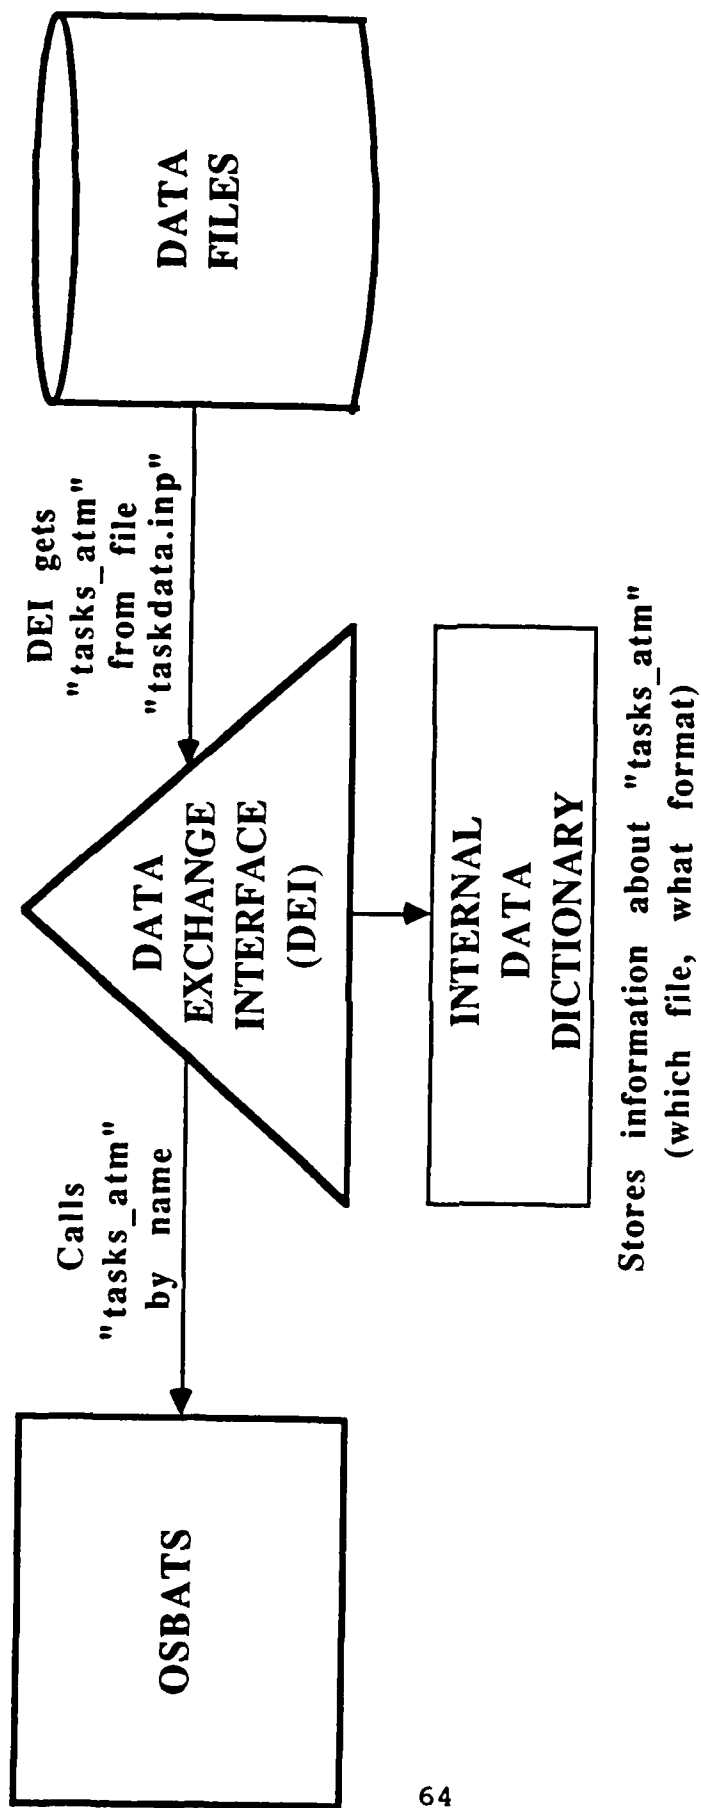 OSBATS
Calls
"tasks_atm"
by name
DATA
EXCHANGE
INTERFACE
(DEI)
DEI gets
"tasks_atm"
from file
"taskdata.inp"
DATA
FILES
INTERNAL
DATA
DICTIONARY
Stores information about "tasks_atm"
(which file, what format)
64